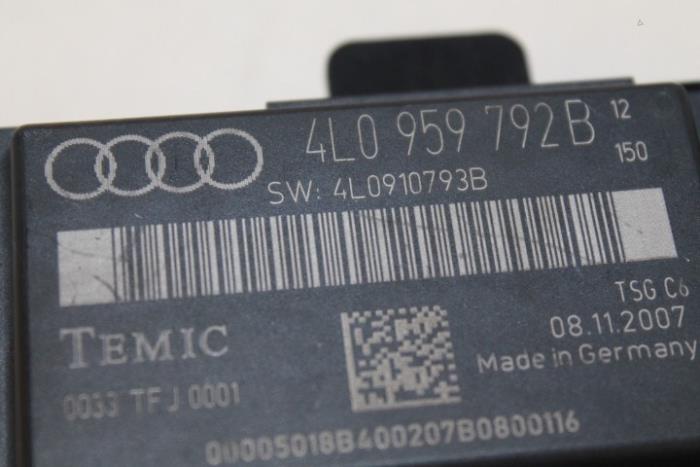 4L0 959 792B 12
150
SW: 4L0910793B
TSG C6
TEMIC
08.11.2007
Made in Germany
0033 TFJ 0001
00005018B400207B0800116